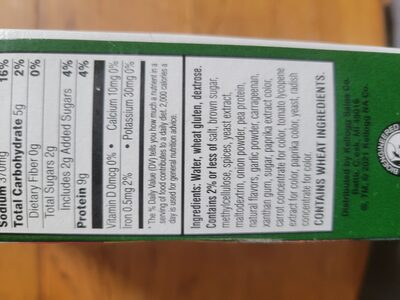 Sodium 370mg 16%
Total Carbohydrate 5g 2%
Dietary Fiber 0g 0%
Total Sugars 2g
Includes 2g Added Sugars 4%
Protein 9g 4%
Vitamin D 0mcg 0% • Calcium 10mg 0%
Iron 0.5mg 2% • Potassium 30mg 0%
* The % Daily Value (DV) tells you how much a nutrient in a
serving of food contributes to a daily diet. 2,000 calories a
day is used for general nutrition advice.
Ingredients: Water, wheat gluten, dextrose.
Contains 2% or less of salt, brown sugar,
methylcellulose, spices, yeast extract,
maltodextrin, onion powder, pea protein,
natural flavors, garlic powder, carrageenan,
xanthan gum, sugar, paprika extract color,
carrot concentrate for color, tomato lycopene
extract for color, paprika color, yeast, radish
concentrate for color.
CONTAINS WHEAT INGREDIENTS.
Distributed by Kellogg Sales Co.
Battle Creek, MI 49016
®, TM, © 2021 Kellogg NA Co.